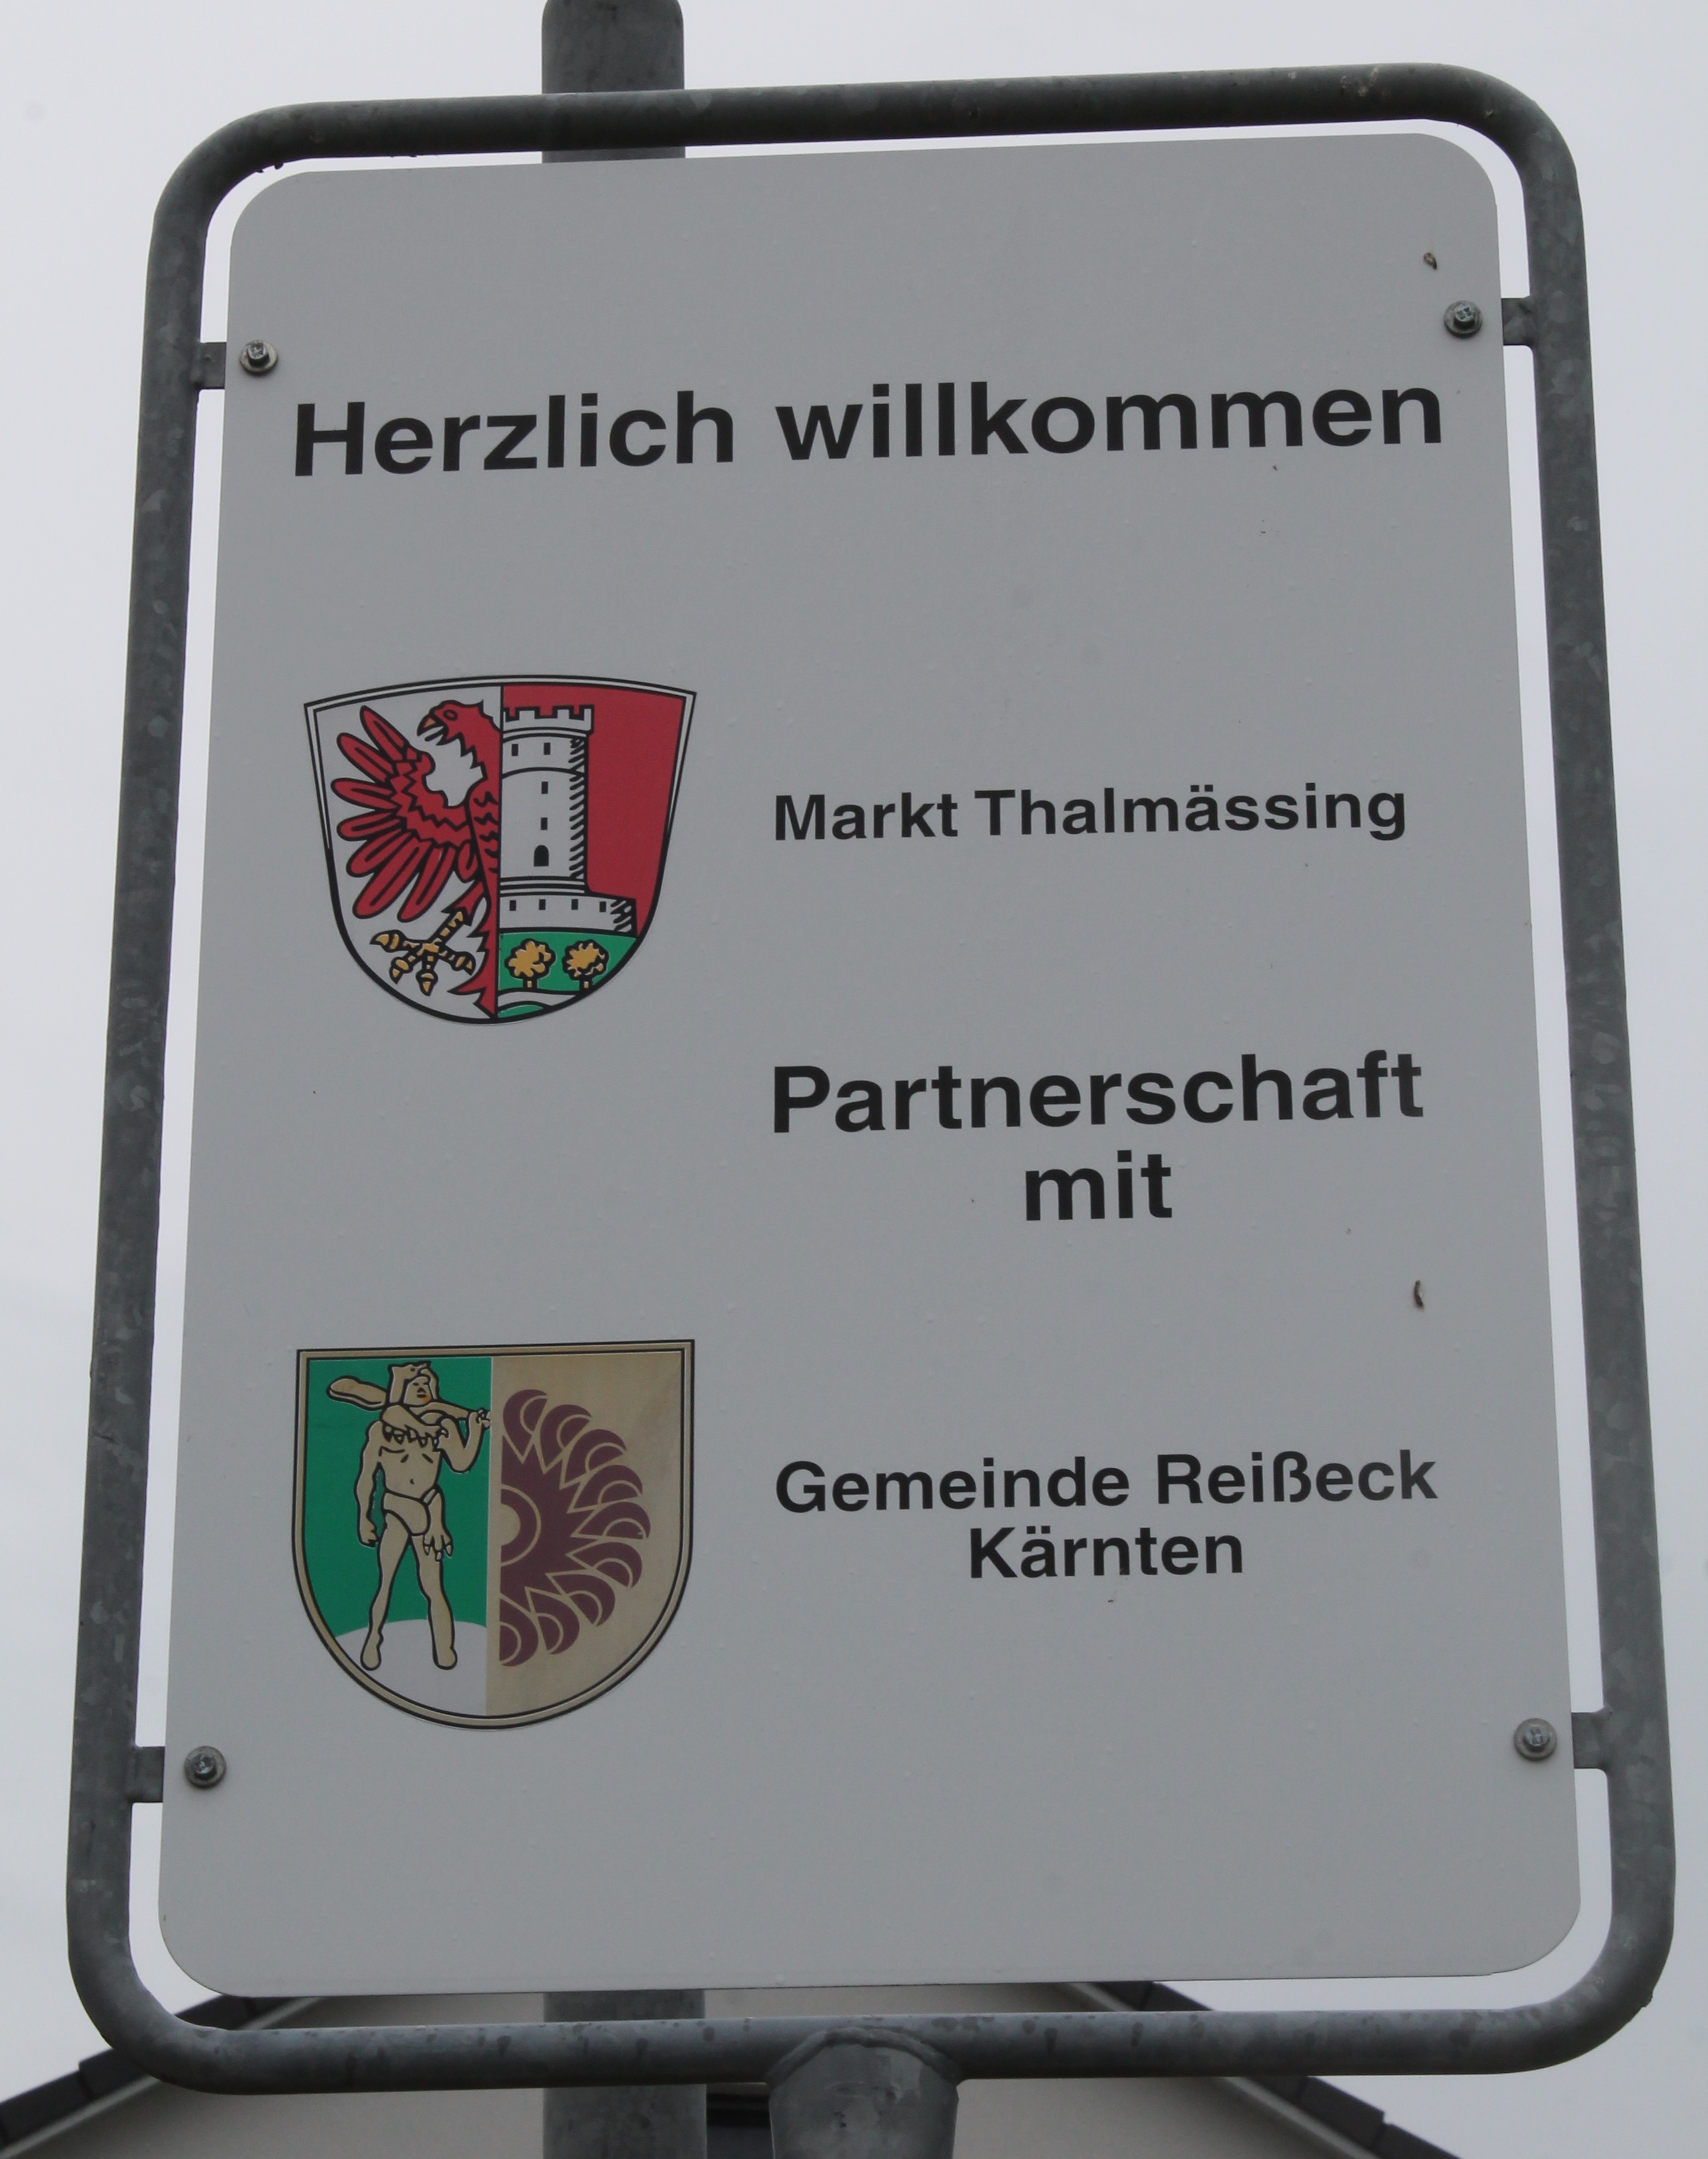 Herzlich willkommen
Markt Thalmässing
Partnerschaft
mit
Gemeinde Reißeck
Kärnten